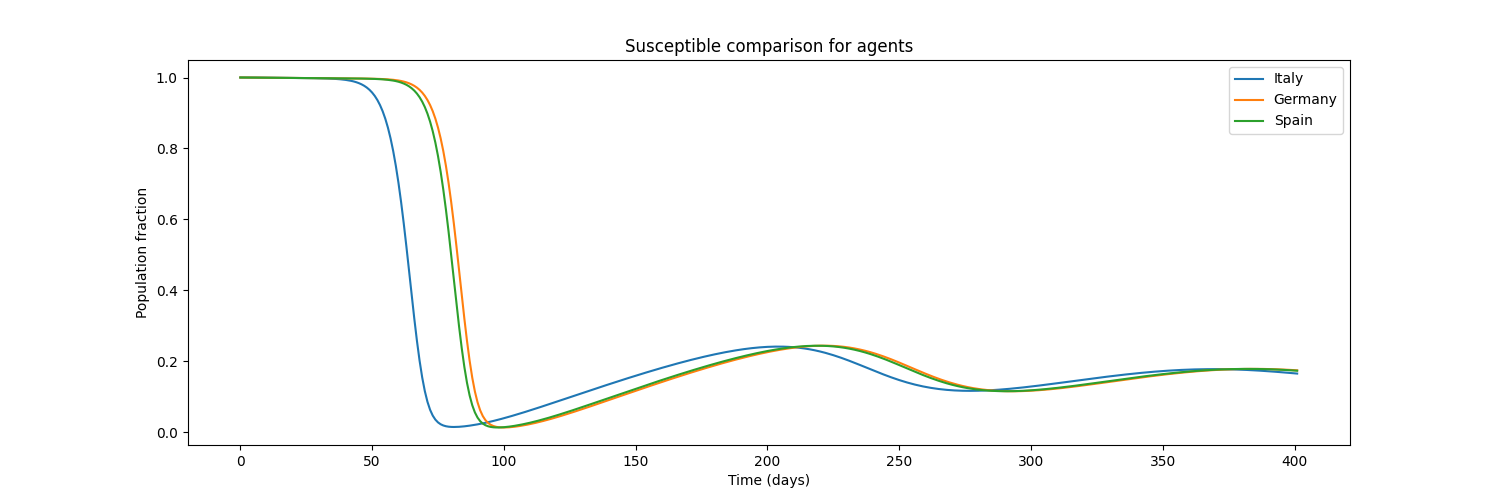 Susceptible comparison for agents
Italy
Germany
Spain
Population fraction
1.0
0.8
0.6
0.4
0.2
0.0
0 50 100 150 200 250 300 350 400
Time (days)